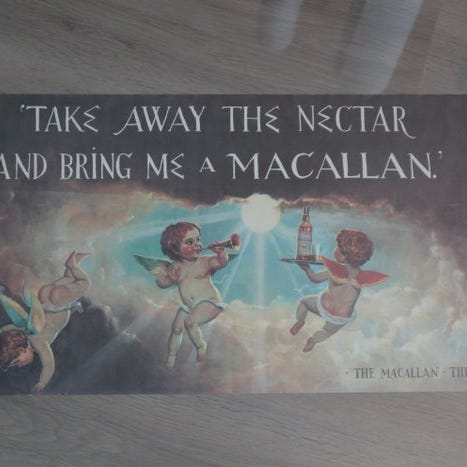 'TAKE AWAY THE NECTAR
AND BRING ME A MACALLAN.'
· THE MACALLAN ·